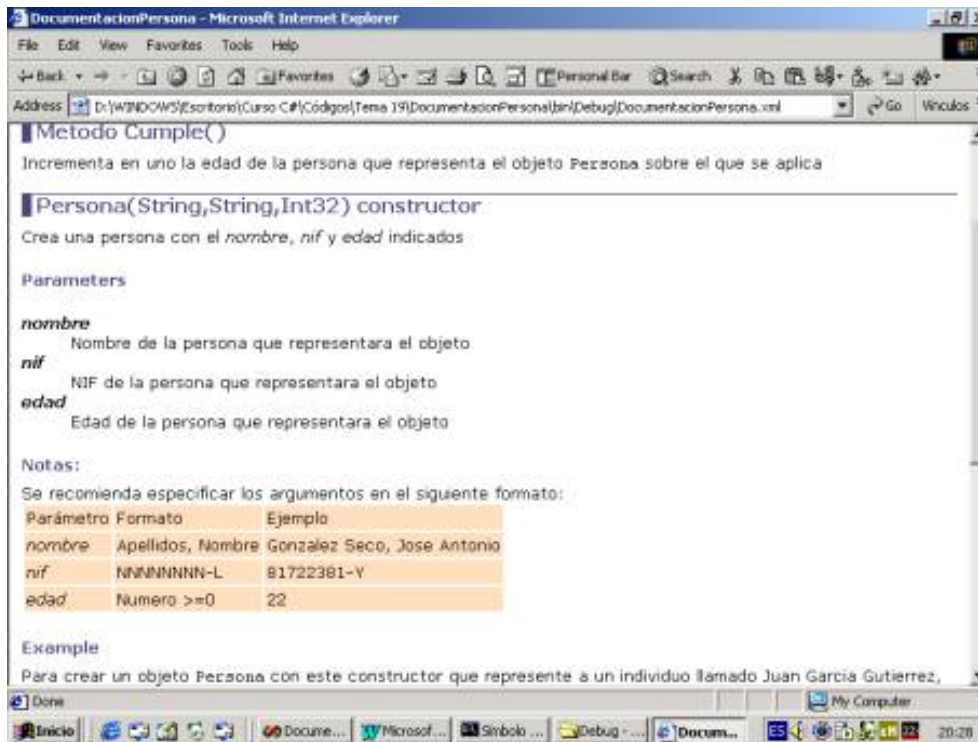 DocumentacionPersona - Microsoft Internet Explorer
File Edit View Favorites Tools Help
Back Favorites Personal Bar Search
Address D:\WINDOWS\Escritorio\Curso C#\Códigos\Tema 19\DocumentacionPersonal\bin\Debug\DocumentacionPersona.xml Go Vínculos
Metodo Cumple()
Incrementa en uno la edad de la persona que representa el objeto Persona sobre el que se aplica
Persona(String,String,Int32) constructor
Crea una persona con el nombre, nif y edad indicados
Parameters
nombre
Nombre de la persona que representara el objeto
nif
NIF de la persona que representara el objeto
edad
Edad de la persona que representara el objeto
Notas:
Se recomienda especificar los argumentos en el siguiente formato:
Parámetro Formato Ejemplo
nombre Apellidos, Nombre Gonzalez Seco, Jose Antonio
nif NNNNNNNN-L 81722381-Y
edad Numero >=0 22
Example
Para crear un objeto Persona con este constructor que represente a un individuo llamado Juan Garcia Gutierrez,
Done My Computer
Inicio Docume... Microsof... Simbolo ... Debug - ... Docum... ES 20:20